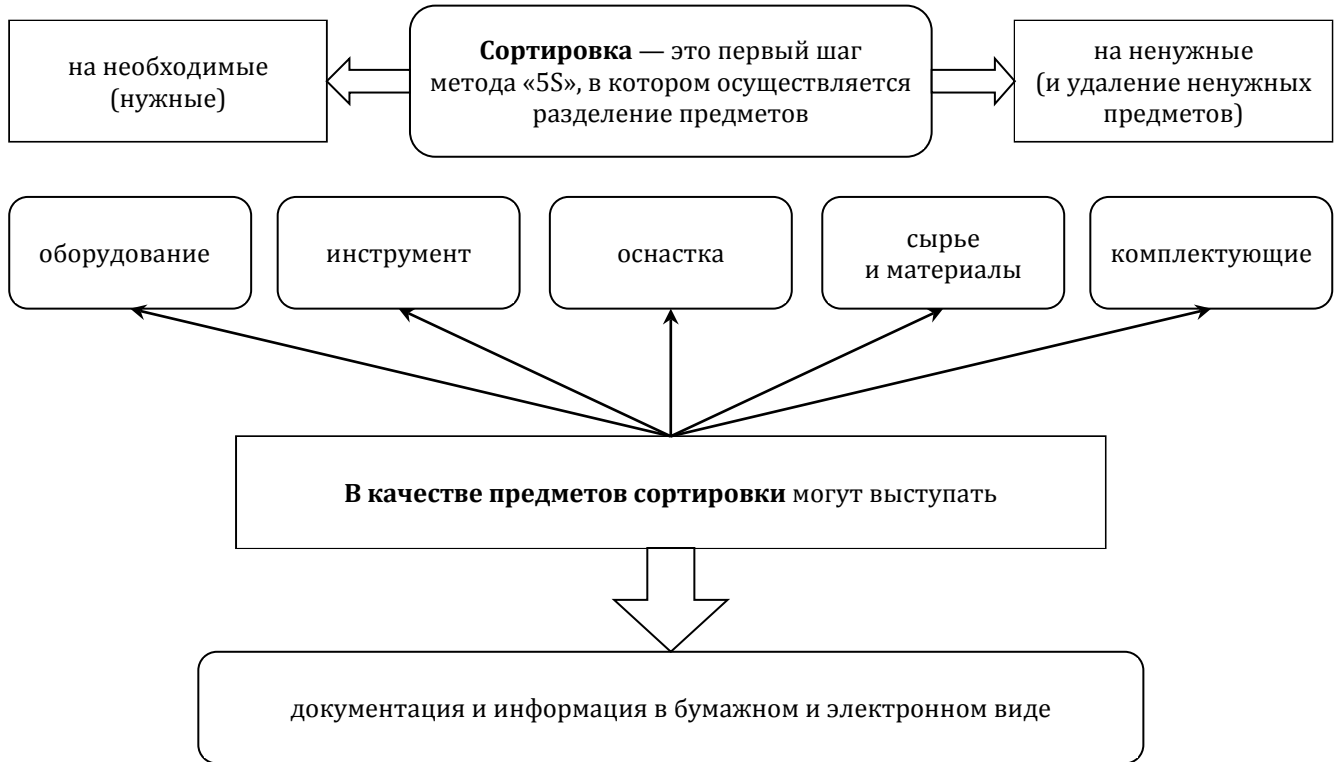 на необходимые
(нужные)
Сортировка — это первый шаг
метода «5S», в котором осуществляется
разделение предметов
на ненужные
(и удаление ненужных
предметов)
оборудование
инструмент
оснастка
сырье
и материалы
комплектующие
В качестве предметов сортировки могут выступать
документация и информация в бумажном и электронном виде